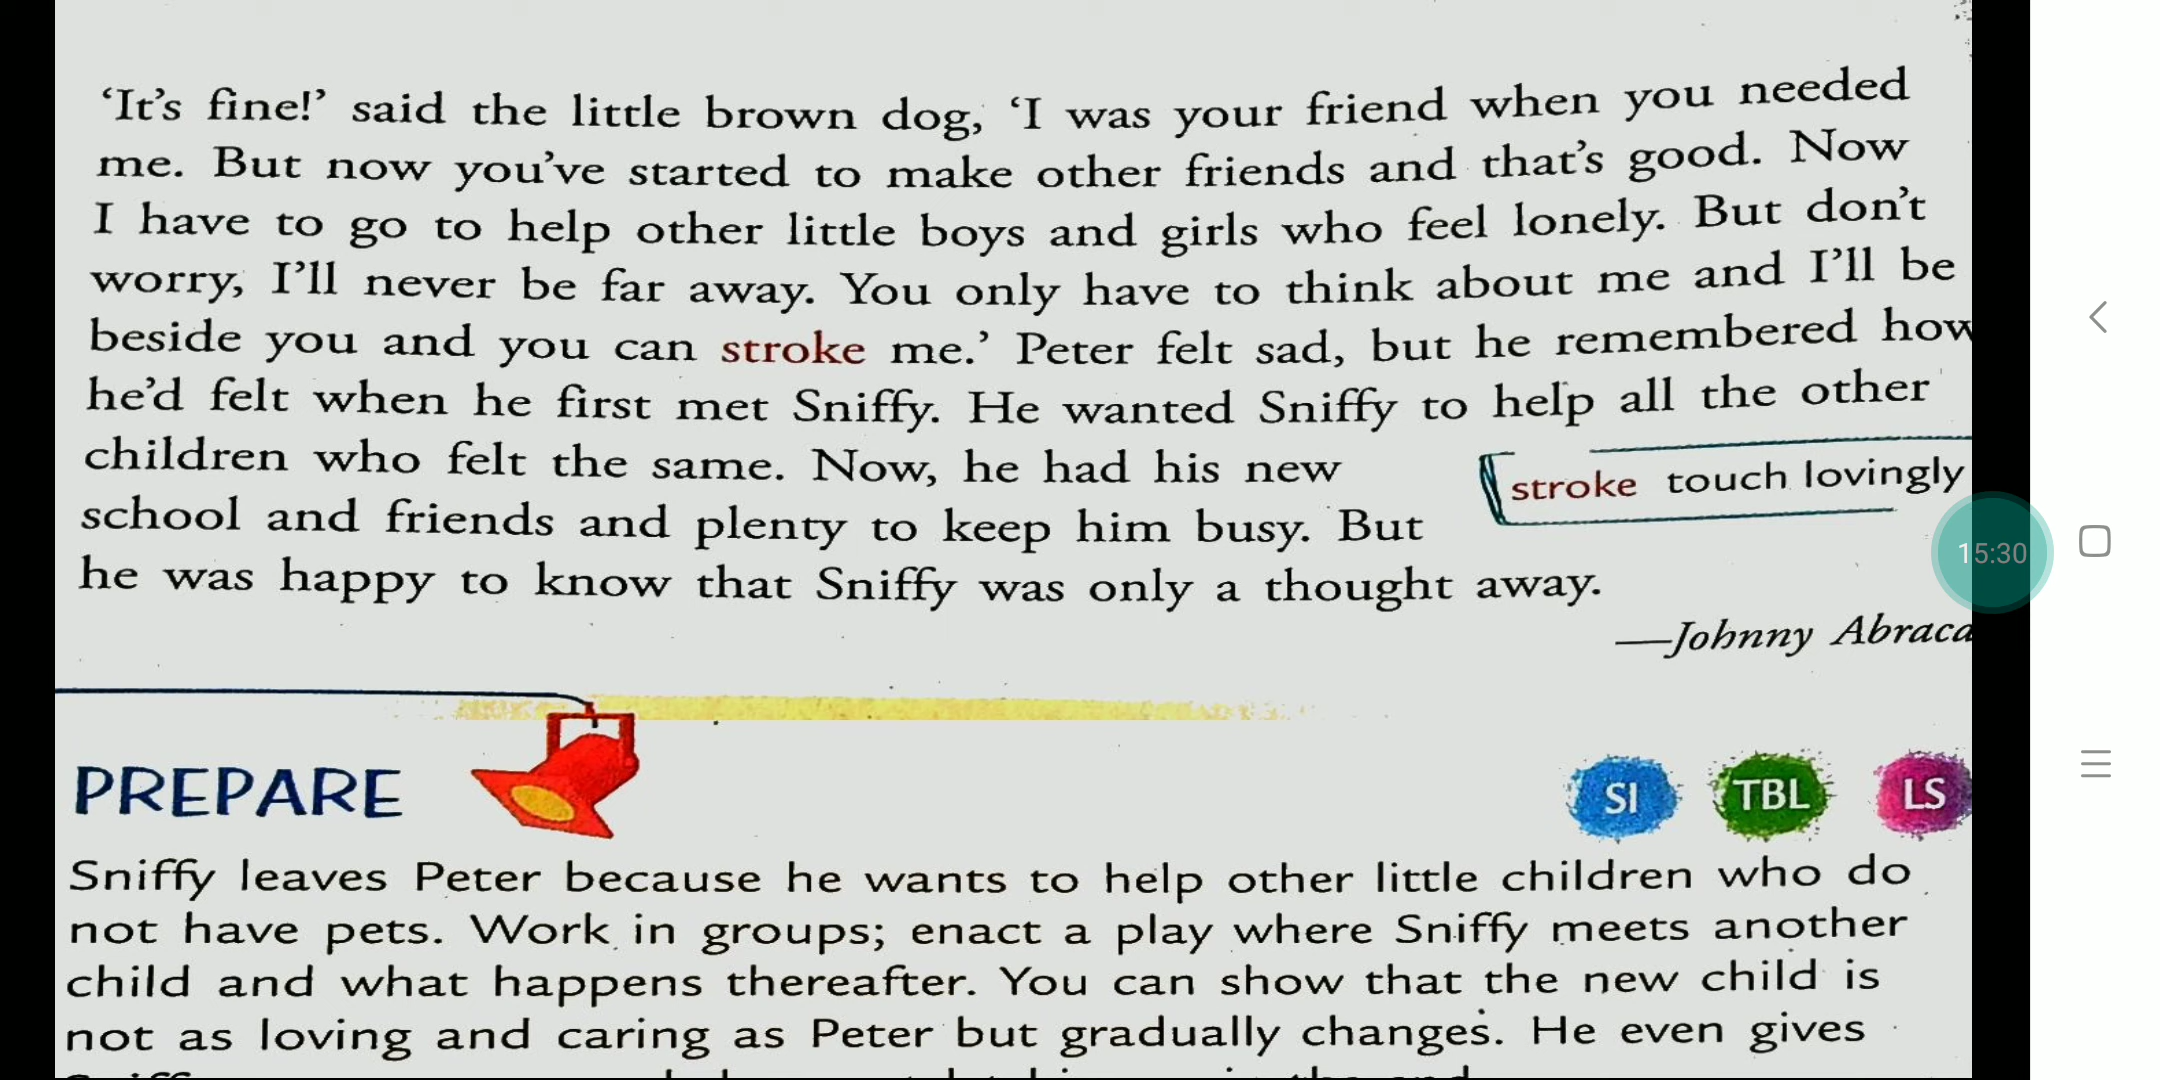 ‘It’s fine!’ said the little brown dog, ‘I was your friend when you needed
me. But now you’ve started to make other friends and that’s good. Now
I have to go to help other little boys and girls who feel lonely. But don’t
worry, I’ll never be far away. You only have to think about me and I’ll be
beside you and you can stroke me.’ Peter felt sad, but he remembered how
he’d felt when he first met Sniffy. He wanted Sniffy to help all the other
children who felt the same. Now, he had his new
school and friends and plenty to keep him busy. But
he was happy to know that Sniffy was only a thought away.
stroke touch lovingly
15:30
—Johnny Abraca
PREPARE
SI TBL LS
Sniffy leaves Peter because he wants to help other little children who do
not have pets. Work in groups; enact a play where Sniffy meets another
child and what happens thereafter. You can show that the new child is
not as loving and caring as Peter but gradually changes. He even gives